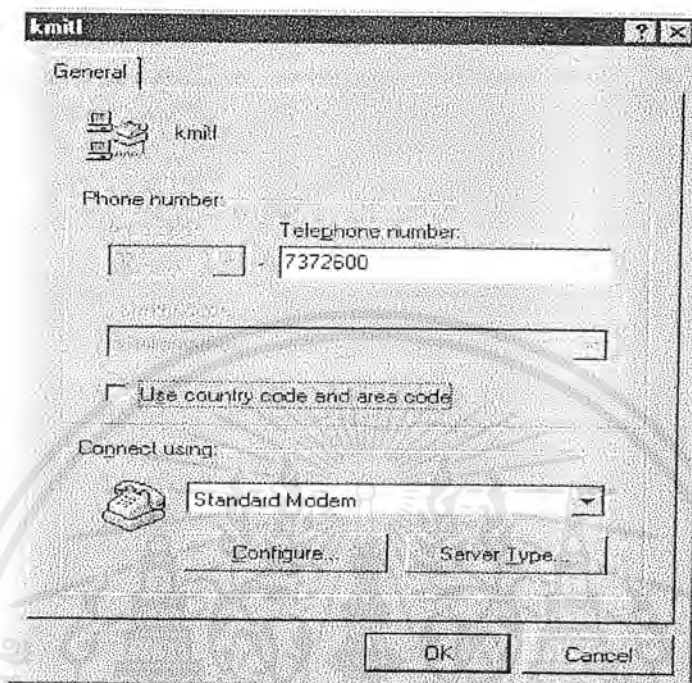 kmitl
General
kmitl
Phone number:
Telephone number:
- 7372600
Use country code and area code
Connect using:
Standard Modem
Configure...
Server Type...
OK
Cancel